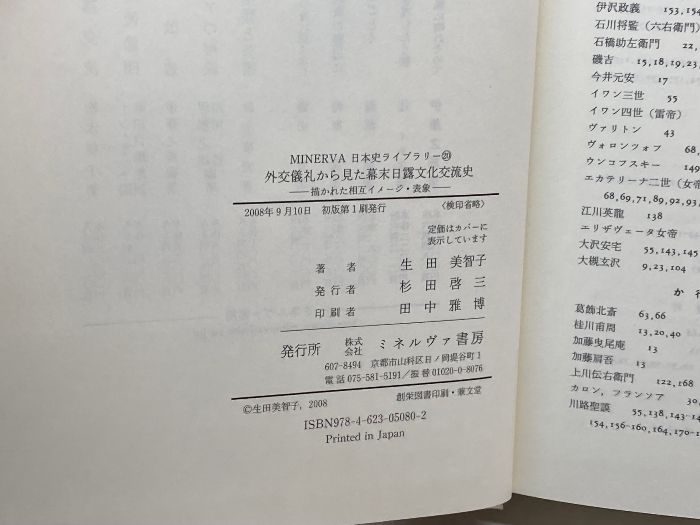 MINERVA 日本史ライブラリー⑳
外交儀礼から見た幕末日露文化交流史
――描かれた相互イメージ・表象――
2008年9月10日　初版第1刷発行　〈検印省略〉
定価はカバーに
表示しています
著　者　生田美智子
発行者　杉田啓三
印刷者　田中雅博
発行所　株式会社　ミネルヴァ書房
607-8494　京都市山科区日ノ岡堤谷町1
電話 075-581-5191／振替 01020-0-8076
©生田美智子, 2008　創栄図書印刷・兼文堂
ISBN978-4-623-05080-2
Printed in Japan
伊沢政義　153, 154
石川将監（六右衛門）
石橋助左衛門　22,
磯吉　15, 18, 19, 23,
今井元安　17
イワン三世　55
イワン四世（雷帝）
ヴァリトン　43
ヴォロンツォフ　68,
ウンコフスキー　149
エカテリーナ二世（女帝
68, 69, 71, 89, 92, 93,
江川英龍　138
エリザヴェータ女帝
大沢安宅　55, 143, 145
大槻玄沢　9, 23, 104
か 行
葛飾北斎　63, 66
桂川甫周　13, 20, 40
加藤曳尾庵　13
加藤肩吾　13
上川伝右衛門　122, 168
カロン，フランソア　30,
川路聖謨　55, 138, 143-
154, 156-160, 164, 170-1